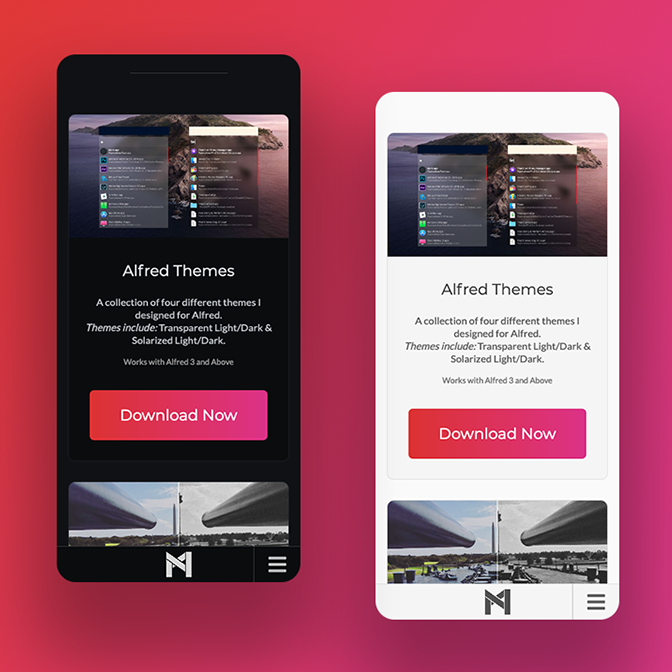 Alfred Themes
A collection of four different themes I
designed for Alfred.
Themes include: Transparent Light/Dark &
Solarized Light/Dark.
Works with Alfred 3 and Above
Download Now
Alfred Themes
A collection of four different themes I
designed for Alfred.
Themes include: Transparent Light/Dark &
Solarized Light/Dark.
Works with Alfred 3 and Above
Download Now